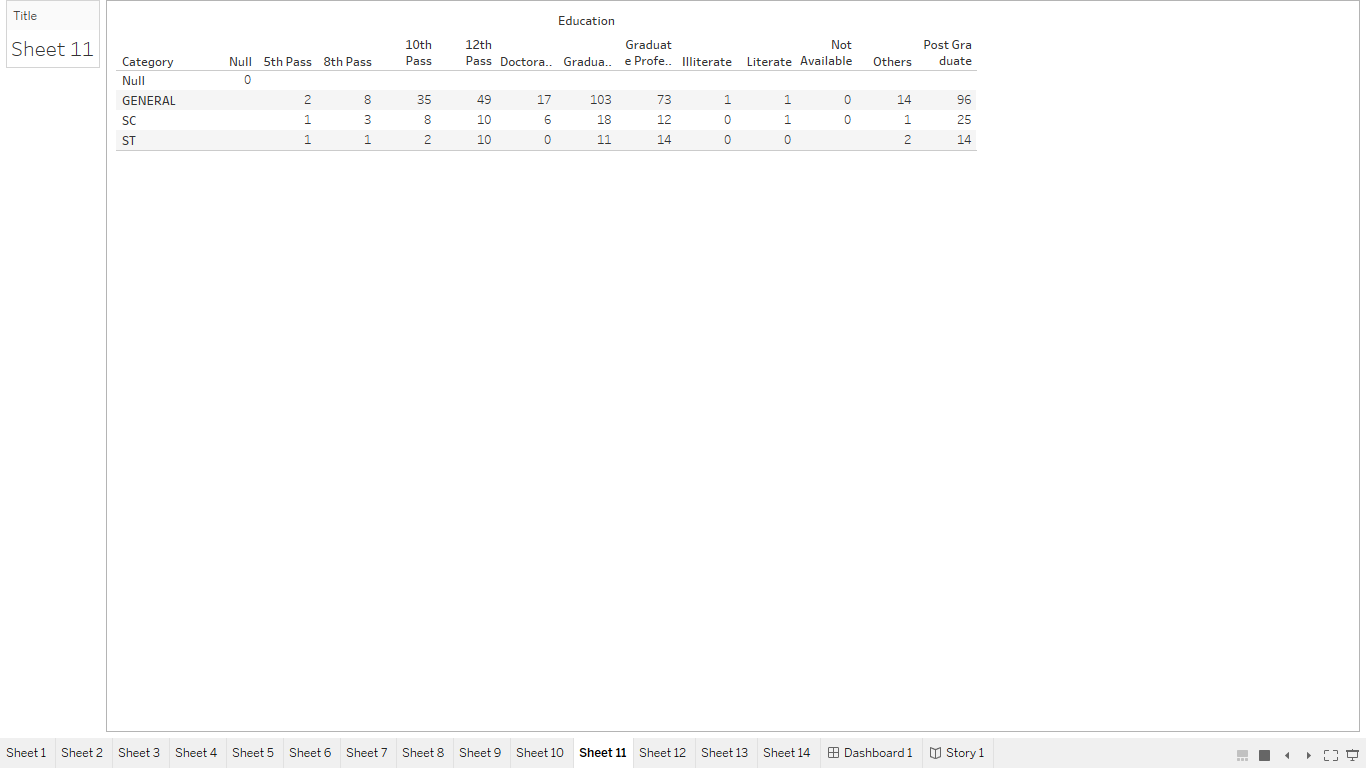 Title
Sheet 11
Education
Category Null 5th Pass 8th Pass 10th Pass 12th Pass Doctora.. Gradua.. Graduat e Profe.. Illiterate Literate Not Available Others Post Gra duate
Null 0
GENERAL 2 8 35 49 17 103 73 1 1 0 14 96
SC 1 3 8 10 6 18 12 0 1 0 1 25
ST 1 1 2 10 0 11 14 0 0 2 14
Sheet 1 Sheet 2 Sheet 3 Sheet 4 Sheet 5 Sheet 6 Sheet 7 Sheet 8 Sheet 9 Sheet 10 Sheet 11 Sheet 12 Sheet 13 Sheet 14 Dashboard 1 Story 1